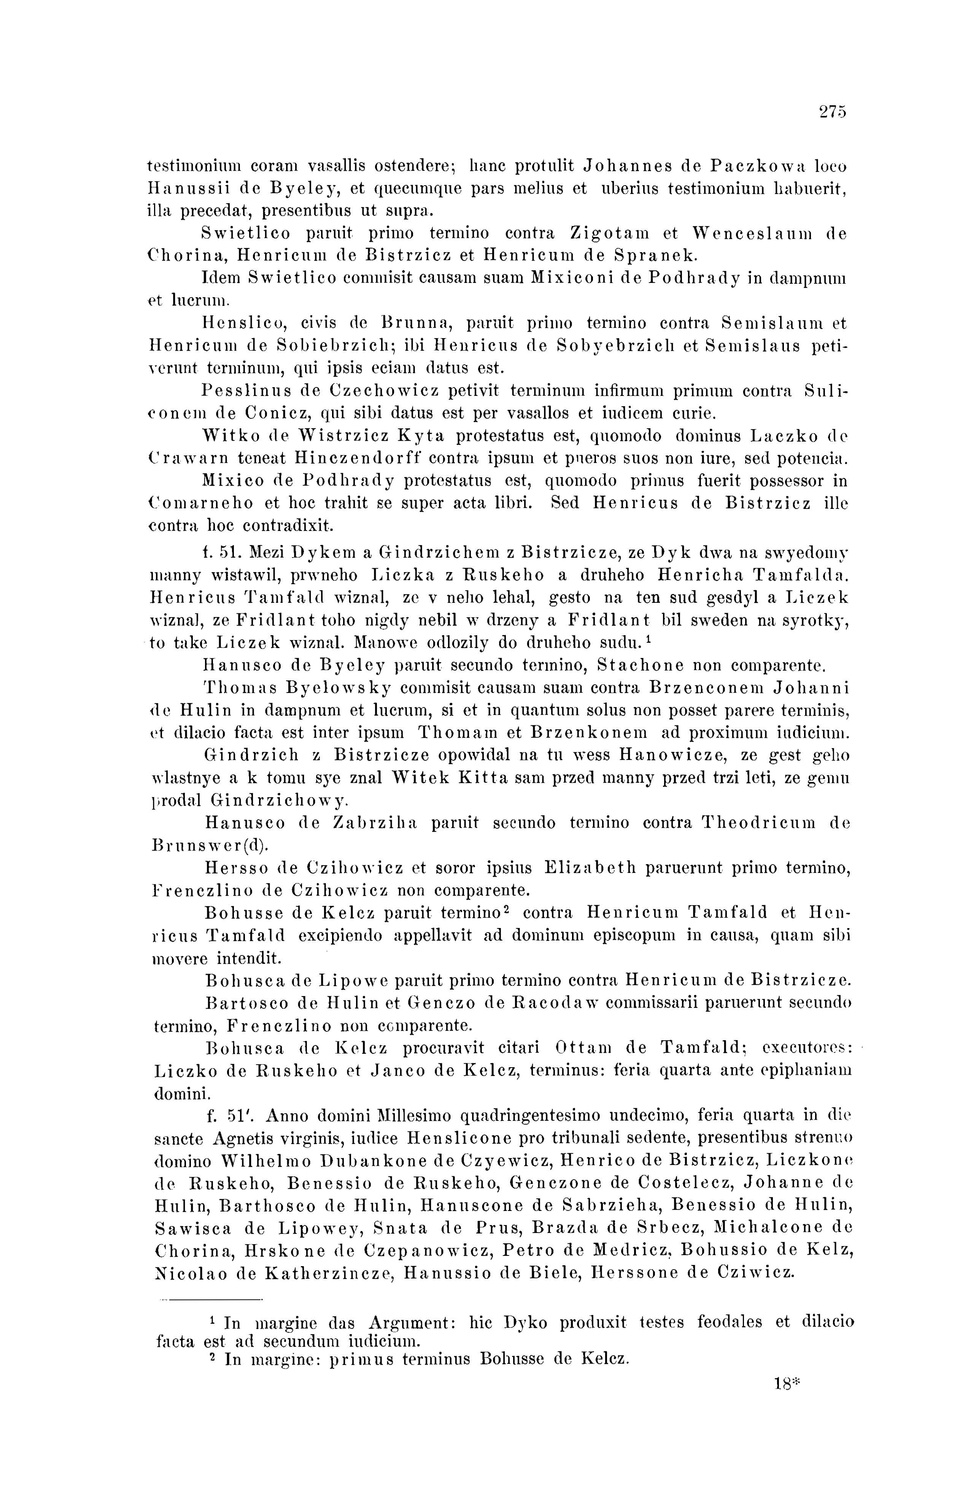 275
testimonium coram vasallis ostendere; hanc protulit Johannes de Paczkowa loco
Hanussii de Byeley, et quecumque pars melius et uberius testimonium habuerit,
illa precedat, presentibus ut supra.
Swietlico paruit primo termino contra Zigotam et Wenceslaum de
Chorina, Henricum de Bistrzicz et Henricum de Spranek.
Idem Swietlico commisit causam suam Mixiconi de Podhrady in dampnum
et lucrum.
Henslico, civis de Brunna, paruit primo termino contra Semislaum et
Henricum de Sobiebrzich; ibi Henricus de Sobyebrzich et Semislaus peti-
verunt terminum, qui ipsis eciam datus est.
Pesslinus de Czechowicz petivit terminum infirmum primum contra Suli-
conem de Conicz, qui sibi datus est per vasallos et iudicem curie.
Witko de Wistrzicz Kyta protestatus est, quomodo dominus Laczko de
Crawarn teneat Hinczendorff contra ipsum et pueros suos non iure, sed potencia.
Mixico de Podhrady protestatus est, quomodo primus fuerit possessor in
Comarneho et hoc trahit se super acta libri. Sed Henricus de Bistrzicz ille
contra hoc contradixit.
f. 51. Mezi Dykem a Gindrzichem z Bistrzicze, ze Dyk dwa na swyedomy
manny wistawil, prwneho Liczka z Ruskeho a druheho Henricha Tamfalda.
Henricus Tamfald wiznal, ze v neho lehal, gesto na ten sud gesdyl a Liczek
wiznal, ze Fridlant toho nigdy nebil w drzeny a Fridlant bil sweden na syrotky,
to take Liczek wiznal. Manowe odlozily do druheho sudu.¹
Hanusco de Byeley paruit secundo termino, Stachone non comparente.
Thomas Byelowsky commisit causam suam contra Brzenconem Johanni
de Hulin in dampnum et lucrum, si et in quantum solus non posset parere terminis,
et dilacio facta est inter ipsum Thomam et Brzenkonem ad proximum iudicium.
Gindrzich z Bistrzicze opowidal na tu wess Hanowicze, ze gest geho
wlastnye a k tomu sye znal Witek Kitta sam przed manny przed trzi leti, ze gemu
prodal Gindrzichowy.
Hanusco de Zabrziha paruit secundo termino contra Theodricum de
Brunswer(d).
Hersso de Czihowicz et soror ipsius Elizabeth paruerunt primo termino,
Frenczlino de Czihowicz non comparente.
Bohusse de Kelcz paruit termino² contra Henricum Tamfald et Hen-
ricus Tamfald excipiendo appellavit ad dominum episcopum in causa, quam sibi
movere intendit.
Bohusca de Lipowe paruit primo termino contra Henricum de Bistrzicze.
Bartosco de Hulin et Genczo de Racodaw commissarii paruerunt secundo
termino, Frenczlino non comparente.
Bohusca de Kelcz procuravit citari Ottam de Tamfald; executores:
Liczko de Ruskeho et Janco de Kelcz, terminus: feria quarta ante epiphaniam
domini.
f. 51'. Anno domini Millesimo quadringentesimo undecimo, feria quarta in die
sancte Agnetis virginis, iudice Henslicone pro tribunali sedente, presentibus strenuo
domino Wilhelmo Dubankone de Czyewicz, Henrico de Bistrzicz, Liczkone
de Ruskeho, Benessio de Ruskeho, Genczone de Costelecz, Johanne de
Hulin, Barthosco de Hulin, Hanuscone de Sabrzieha, Benessio de Hulin,
Sawisca de Lipowey, Snata de Prus, Brazda de Srbecz, Michalcone de
Chorina, Hrskone de Czepanowicz, Petro de Medricz, Bohussio de Kelz,
Nicolao de Katherzincze, Hanussio de Biele, Herssone de Cziwicz.
¹ In margine das Argument: hic Dyko produxit testes feodales et dilacio
facta est ad secundum iudicium.
² In margine: primus terminus Bohusse de Kelcz.
18*